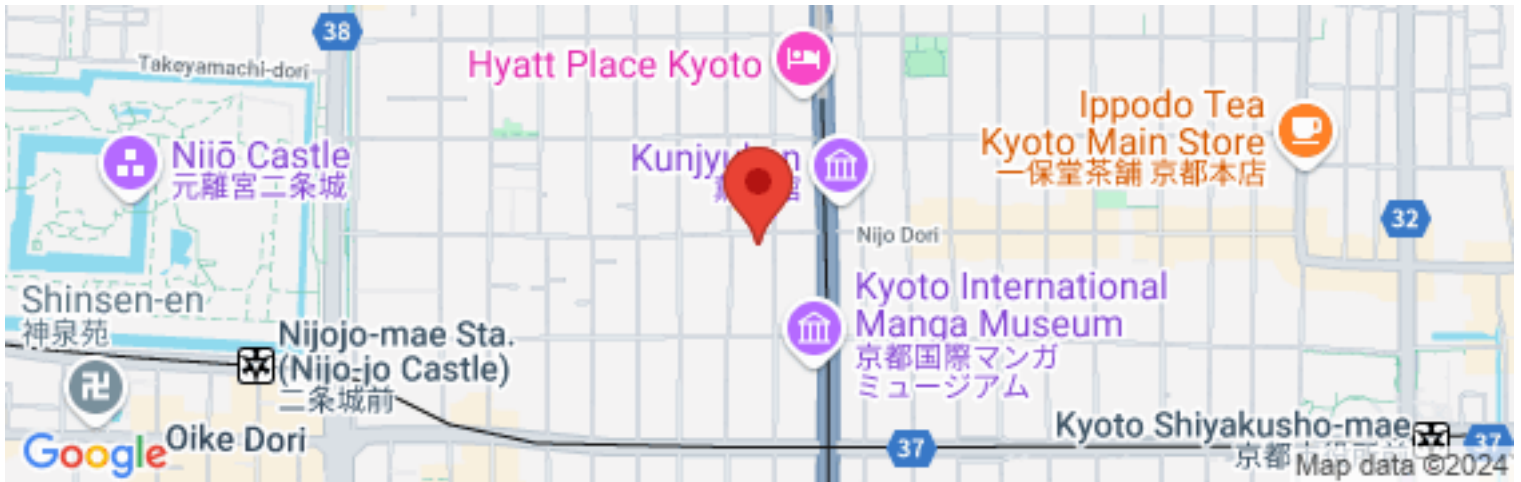 38
Takeyamachi-dori
Hyatt Place Kyoto
Ippodo Tea
Kyoto Main Store
一保堂茶舗 京都本店
Niiō Castle
元離宮二条城
32
Nijo Dori
Shinsen-en
神泉苑
Kyoto International
Manga Museum
京都国際マンガ
ミュージアム
Nijojo-mae Sta.
(Nijo-jo Castle)
二条城前
Oike Dori
37
Kyoto Shiyakusho-mae
京都
37
Google
Map data ©2024